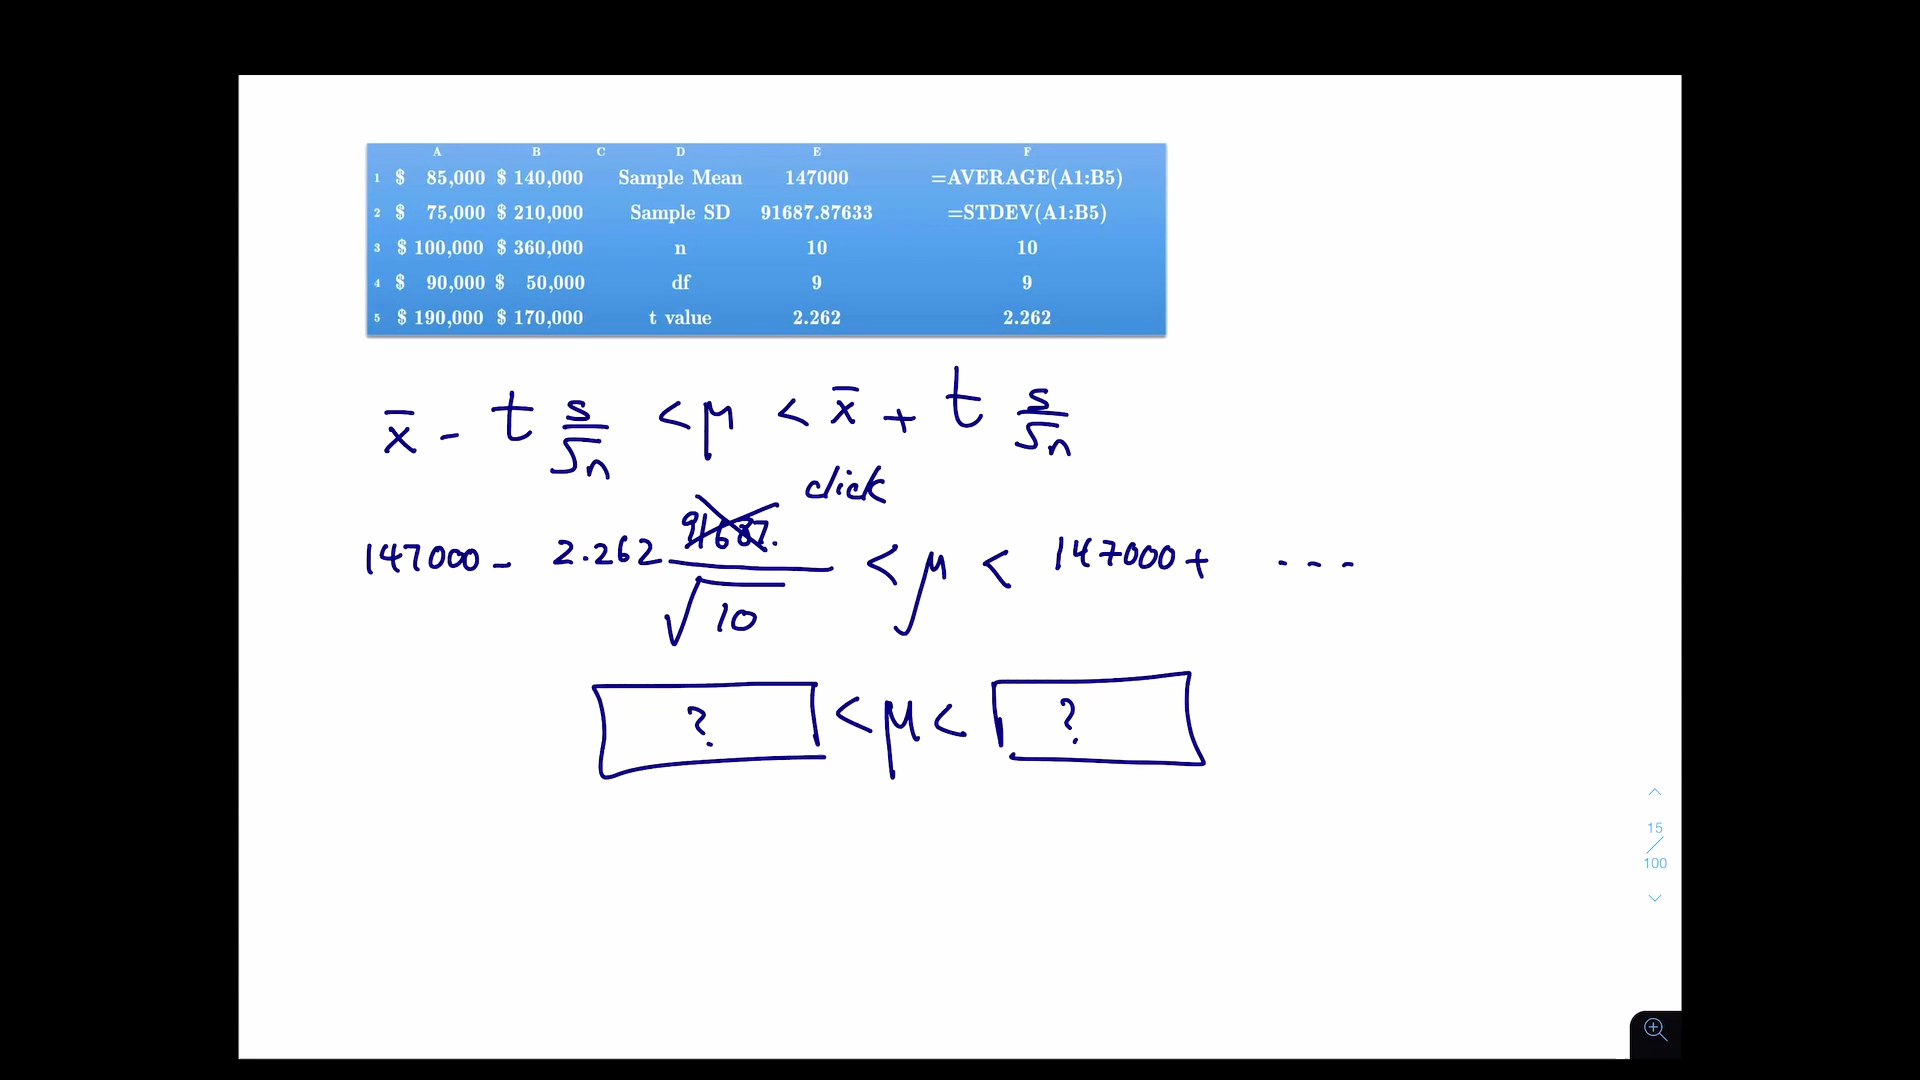 A B C D E F
1 $ 85,000 $ 140,000 Sample Mean 147000 =AVERAGE(A1:B5)
2 $ 75,000 $ 210,000 Sample SD 91687.87633 =STDEV(A1:B5)
3 $ 100,000 $ 360,000 n 10 10
4 $ 90,000 $ 50,000 df 9 9
5 $ 190,000 $ 170,000 t value 2.262 2.262
x̄ - t s/√n < μ < x̄ + t s/√n
click
147000 - 2.262 91687./√10 < μ < 147000 + ---
? < μ < ?
15
/
100